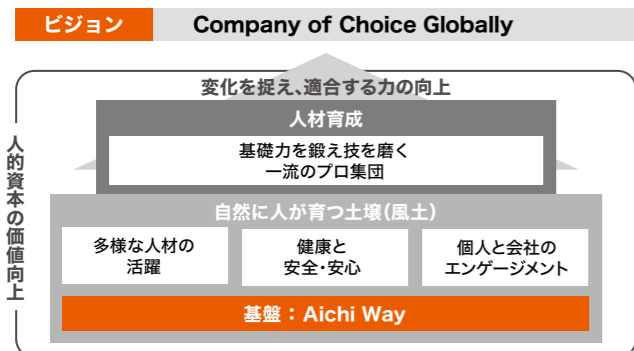 ビジョン
Company of Choice Globally
人的資本の価値向上
変化を捉え、適合する力の向上
人材育成
基礎力を鍛え技を磨く
一流のプロ集団
自然に人が育つ土壌(風土)
多様な人材の
活躍
健康と
安全・安心
個人と会社の
エンゲージメント
基盤：Aichi Way